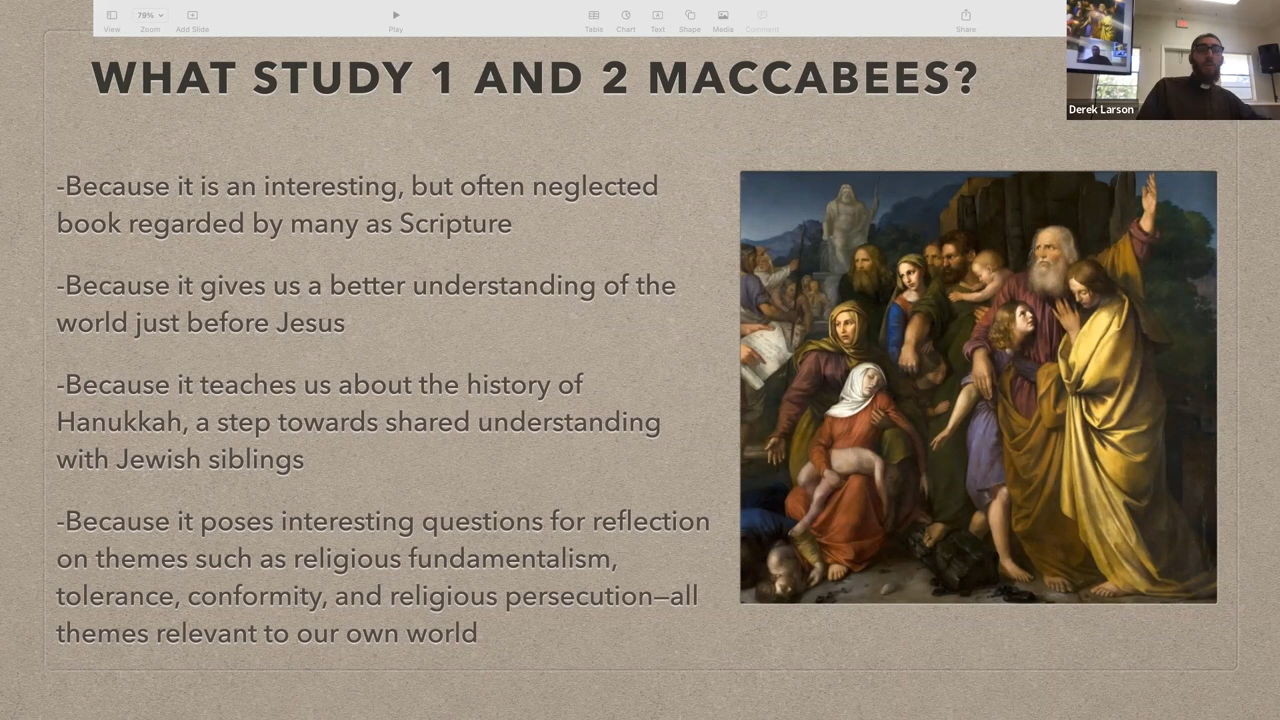 79%
View
Zoom
Add Slide
Play
Table
Chart
Text
Shape
Media
Comment
Share
WHAT STUDY 1 AND 2 MACCABEES?
Derek Larson
-Because it is an interesting, but often neglected
book regarded by many as Scripture
-Because it gives us a better understanding of the
world just before Jesus
-Because it teaches us about the history of
Hanukkah, a step towards shared understanding
with Jewish siblings
-Because it poses interesting questions for reflection
on themes such as religious fundamentalism,
tolerance, conformity, and religious persecution—all
themes relevant to our own world